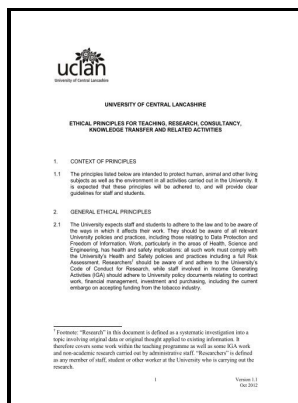 uclan
University of Central Lancashire
UNIVERSITY OF CENTRAL LANCASHIRE
ETHICAL PRINCIPLES FOR TEACHING, RESEARCH, CONSULTANCY,
KNOWLEDGE TRANSFER AND RELATED ACTIVITIES
1. CONTEXT OF PRINCIPLES
1.1 The principles listed below are intended to protect human, animal and other living
subjects as well as the environment in all activities carried out in the University. It
is expected that these principles will be adhered to, and will provide clear
guidelines for staff and students.
2. GENERAL ETHICAL PRINCIPLES
2.1 The University expects staff and students to adhere to the law and to be aware of
the ways in which it affects their work. They should be aware of all relevant
University policies and practices, including those relating to Data Protection and
Freedom of Information. Work, particularly in the areas of Health, Science and
Engineering, has health and safety implications; all such work must comply with
the University's Health and Safety policies and practices including a full Risk
Assessment. Researchers¹ should be aware of and adhere to the University's
Code of Conduct for Research, while staff involved in Income Generating
Activities (IGA) should adhere to University policy documents relating to contract
work, financial management, investment and purchasing, including the current
embargo on accepting funding from the tobacco industry.
¹ Footnote: "Research" in this document is defined as a systematic investigation into a
topic involving original data or original thought applied to existing information. It
therefore covers some work within the teaching programme as well as some IGA work
and non-academic research carried out by administrative staff. "Researchers" is defined
as any member of staff, student or other worker at the University who is carrying out the
research.
1 Version 1.1
Oct 2012